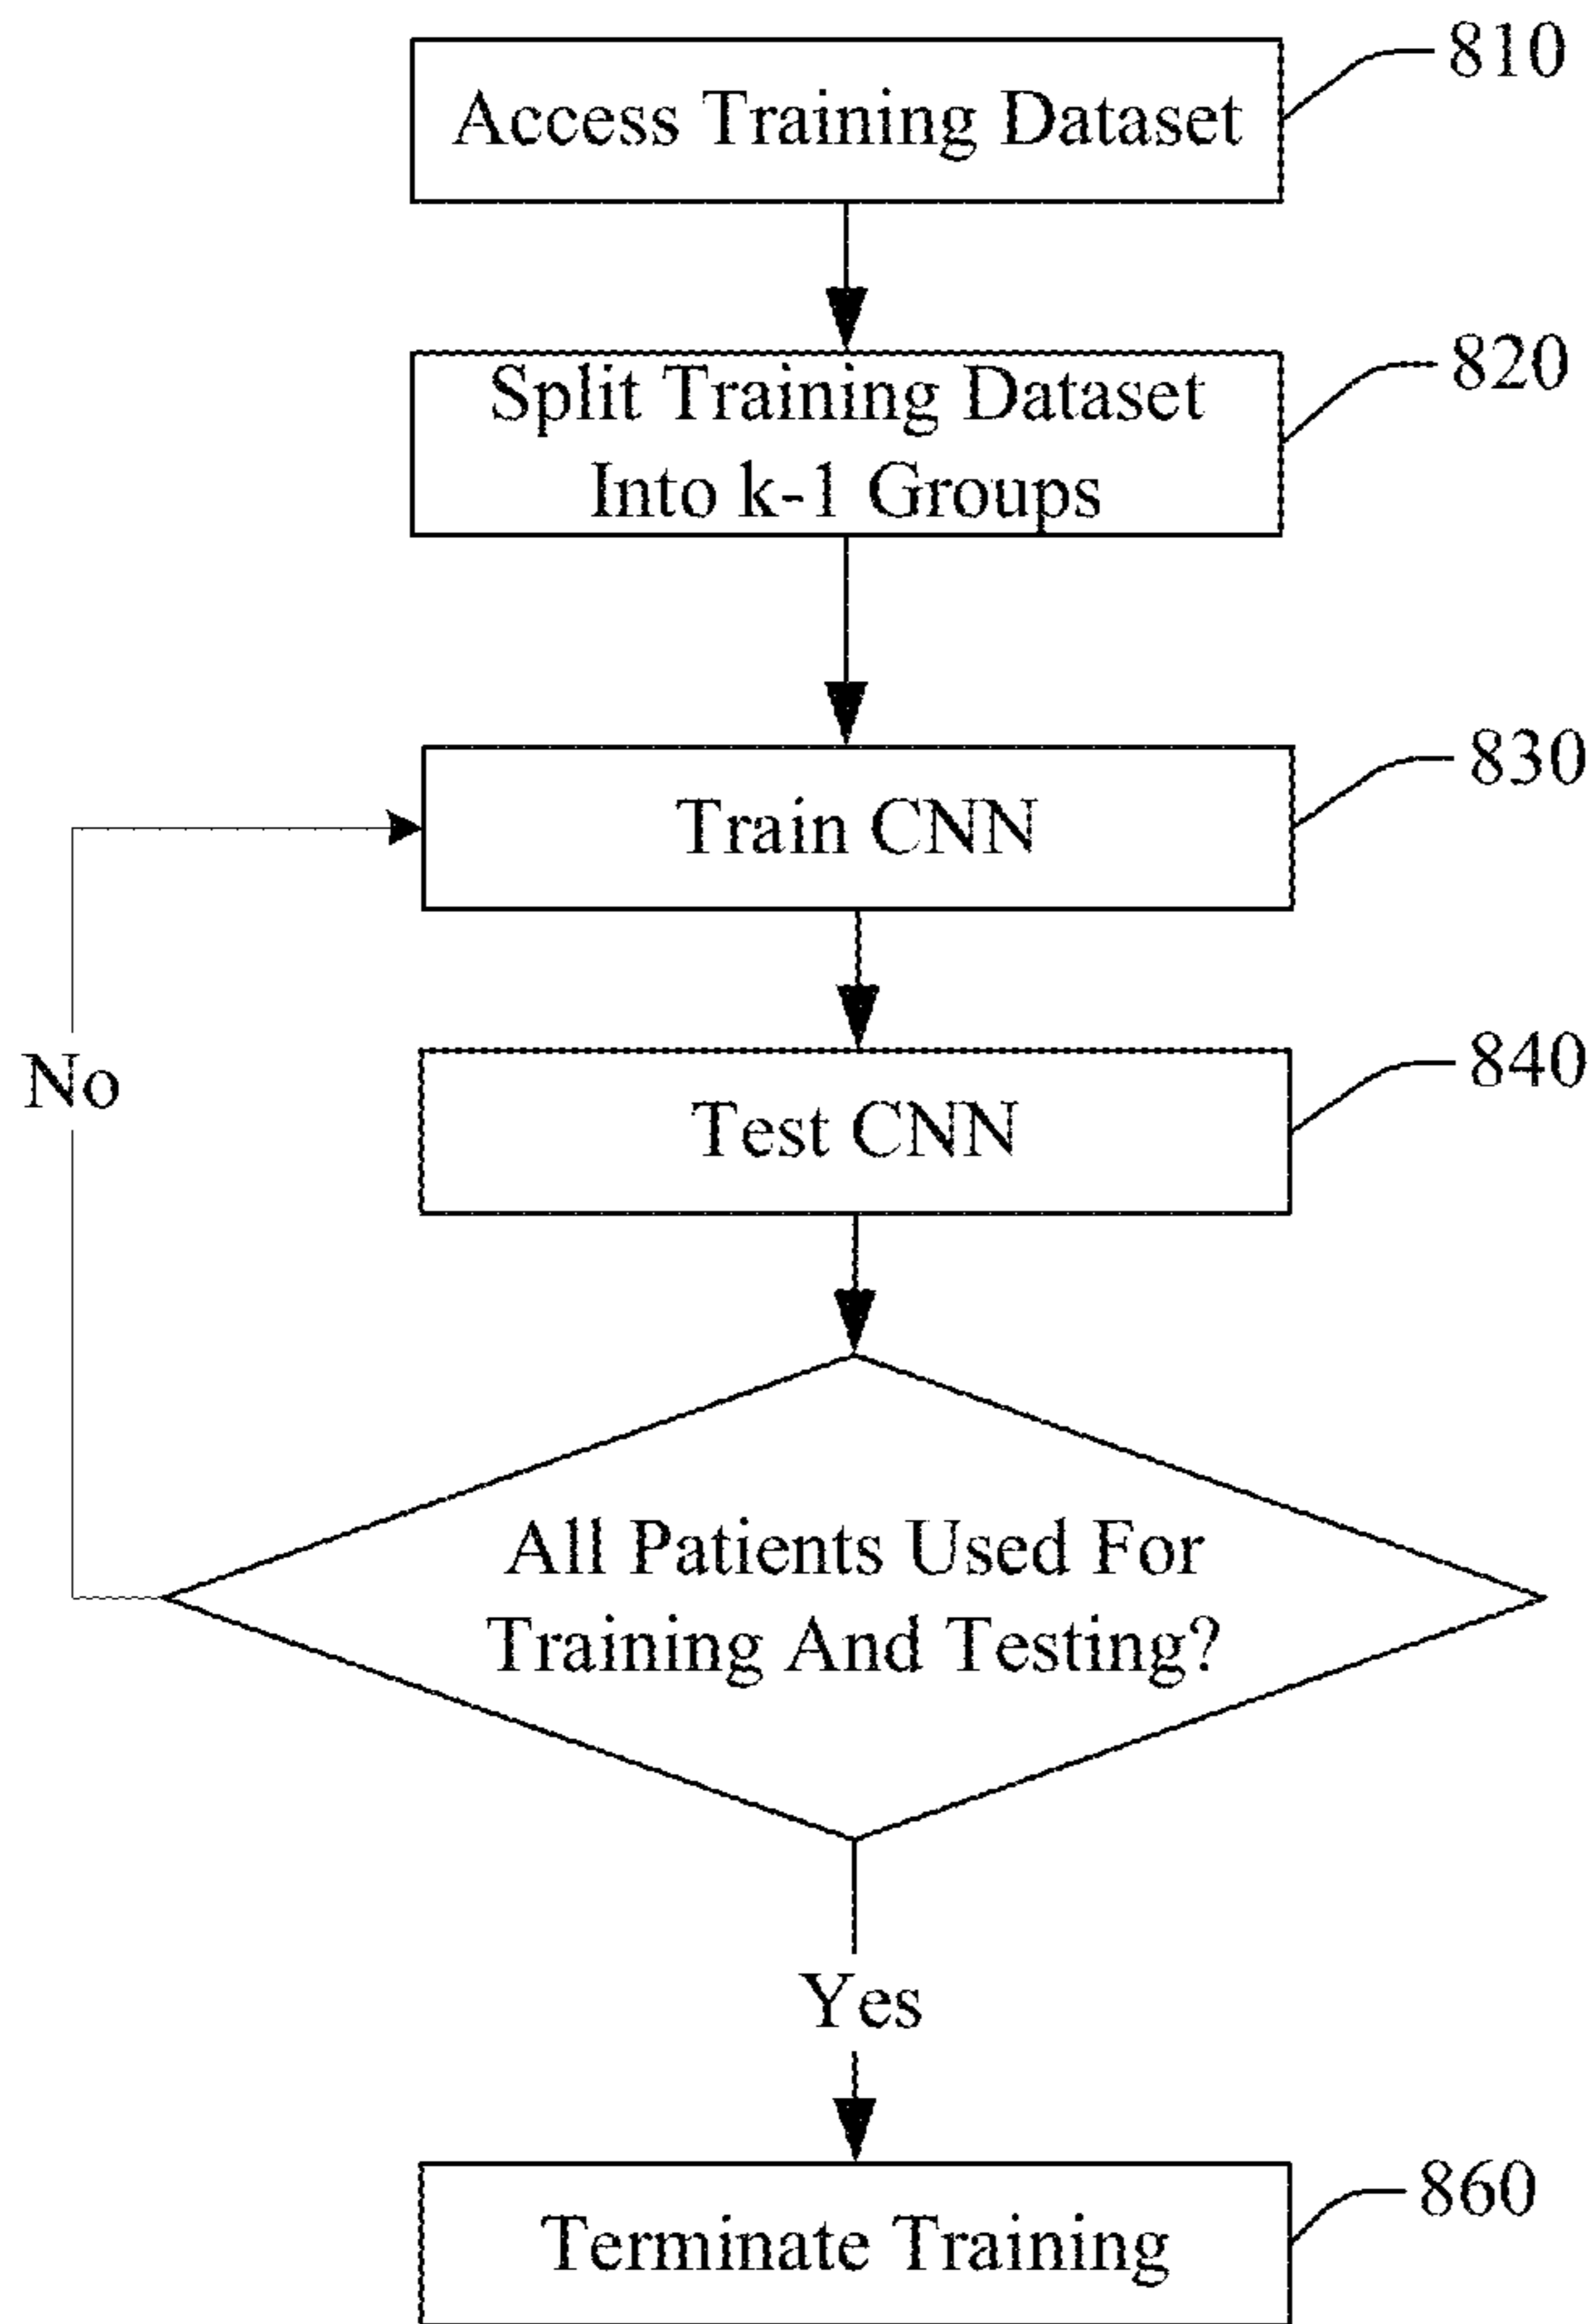 810
Access Training Dataset
820
Split Training Dataset
Into k-1 Groups
830
Train CNN
840
Test CNN
No
All Patients Used For
Training And Testing?
Yes
860
Terminate Training